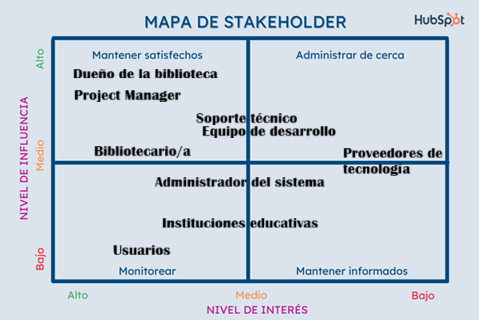 MAPA DE STAKEHOLDER
HubSpot
Alto
Mantener satisfechos
Administrar de cerca
Dueño de la biblioteca
Project Manager
Soporte técnico
Equipo de desarrollo
NIVEL DE INFLUENCIA
Medio
Bibliotecario/a
Proveedores de
tecnología
Administrador del sistema
Instituciones educativas
Usuarios
Bajo
Monitorear
Mantener informados
Alto
Medio
Bajo
NIVEL DE INTERÉS